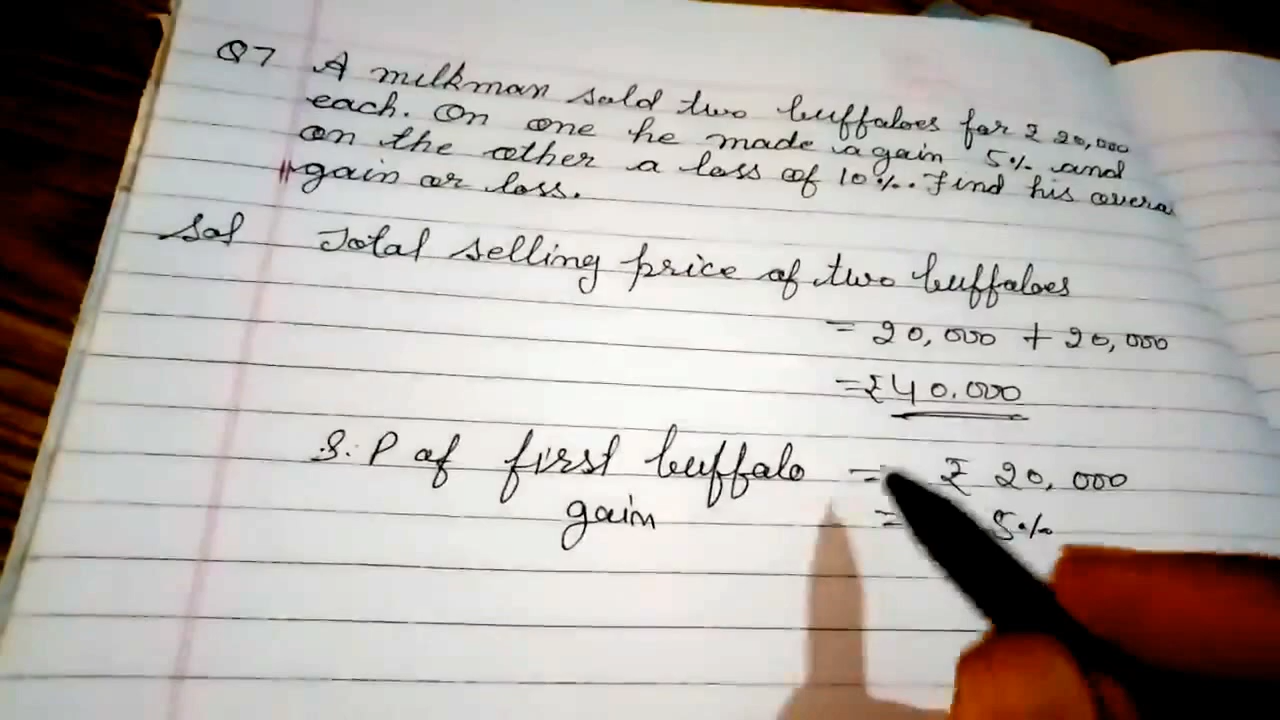 Q7 A milkman sold two buffaloes for ₹ 20,000
each. On one he made a gain 5% and
on the other a loss of 10%. Find his overa
gain or loss.
Sol Total selling price of two buffaloes
= 20,000 + 20,000
= ₹ 40.000
S.P of first buffalo = ₹ 20,000
gain = 5%